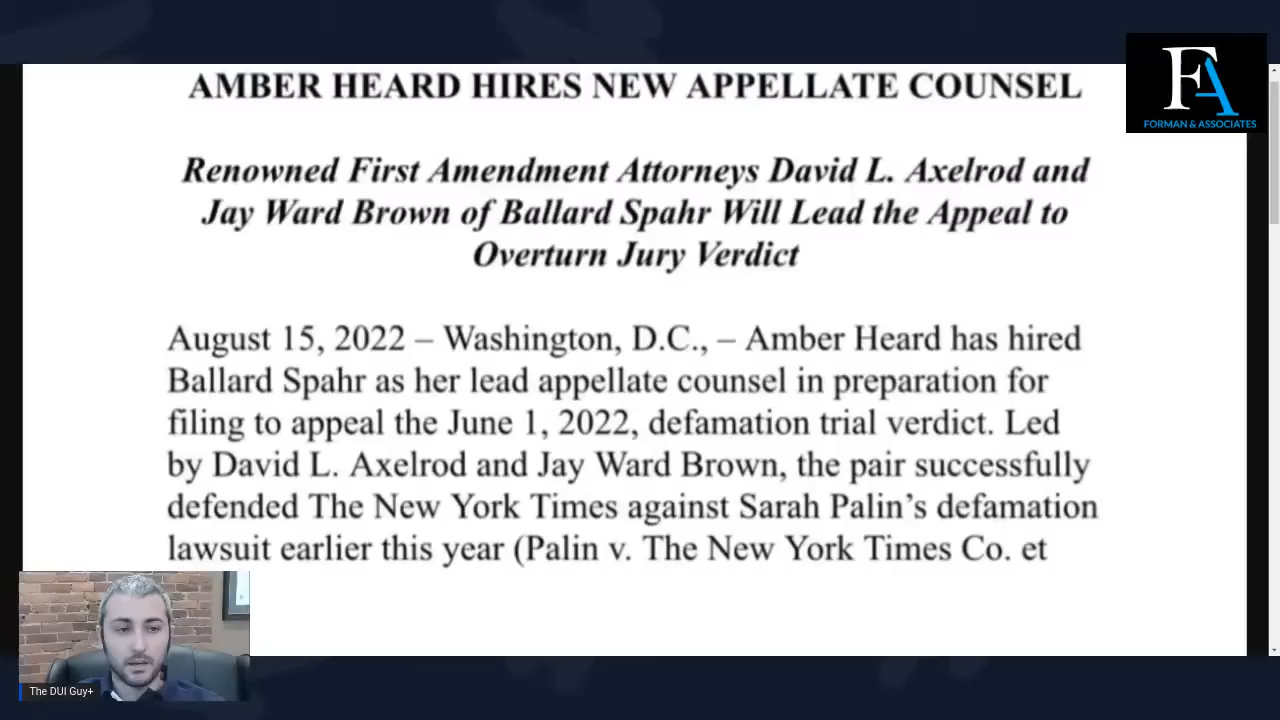 AMBER HEARD HIRES NEW APPELLATE COUNSEL
Renowned First Amendment Attorneys David L. Axelrod and
Jay Ward Brown of Ballard Spahr Will Lead the Appeal to
Overturn Jury Verdict
August 15, 2022 – Washington, D.C., – Amber Heard has hired
Ballard Spahr as her lead appellate counsel in preparation for
filing to appeal the June 1, 2022, defamation trial verdict. Led
by David L. Axelrod and Jay Ward Brown, the pair successfully
defended The New York Times against Sarah Palin’s defamation
lawsuit earlier this year (Palin v. The New York Times Co. et
FA
FORMAN & ASSOCIATES
The DUI Guy+